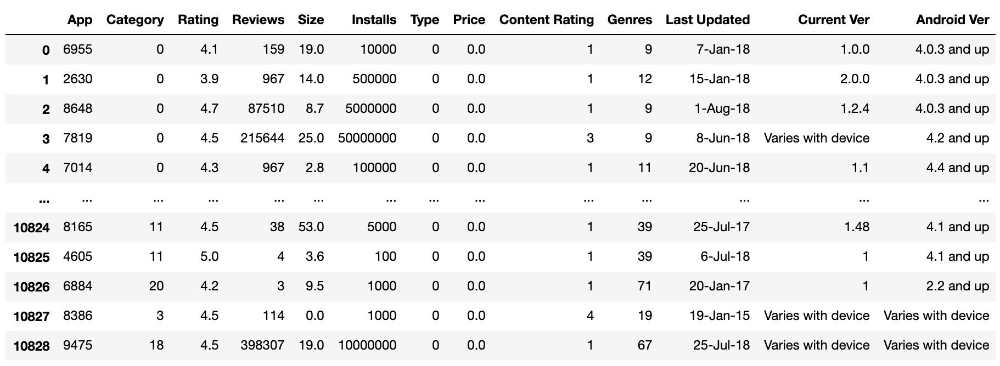 App Category Rating Reviews Size Installs Type Price Content Rating Genres Last Updated Current Ver Android Ver
0 6955 0 4.1 159 19.0 10000 0 0.0 1 9 7-Jan-18 1.0.0 4.0.3 and up
1 2630 0 3.9 967 14.0 500000 0 0.0 1 12 15-Jan-18 2.0.0 4.0.3 and up
2 8648 0 4.7 87510 8.7 5000000 0 0.0 1 9 1-Aug-18 1.2.4 4.0.3 and up
3 7819 0 4.5 215644 25.0 50000000 0 0.0 3 9 8-Jun-18 Varies with device 4.2 and up
4 7014 0 4.3 967 2.8 100000 0 0.0 1 11 20-Jun-18 1.1 4.4 and up
... ... ... ... ... ... ... ... ... ... ... ... ... ...
10824 8165 11 4.5 38 53.0 5000 0 0.0 1 39 25-Jul-17 1.48 4.1 and up
10825 4605 11 5.0 4 3.6 100 0 0.0 1 39 6-Jul-18 1 4.1 and up
10826 6884 20 4.2 3 9.5 1000 0 0.0 1 71 20-Jan-17 1 2.2 and up
10827 8386 3 4.5 114 0.0 1000 0 0.0 4 19 19-Jan-15 Varies with device Varies with device
10828 9475 18 4.5 398307 19.0 10000000 0 0.0 1 67 25-Jul-18 Varies with device Varies with device